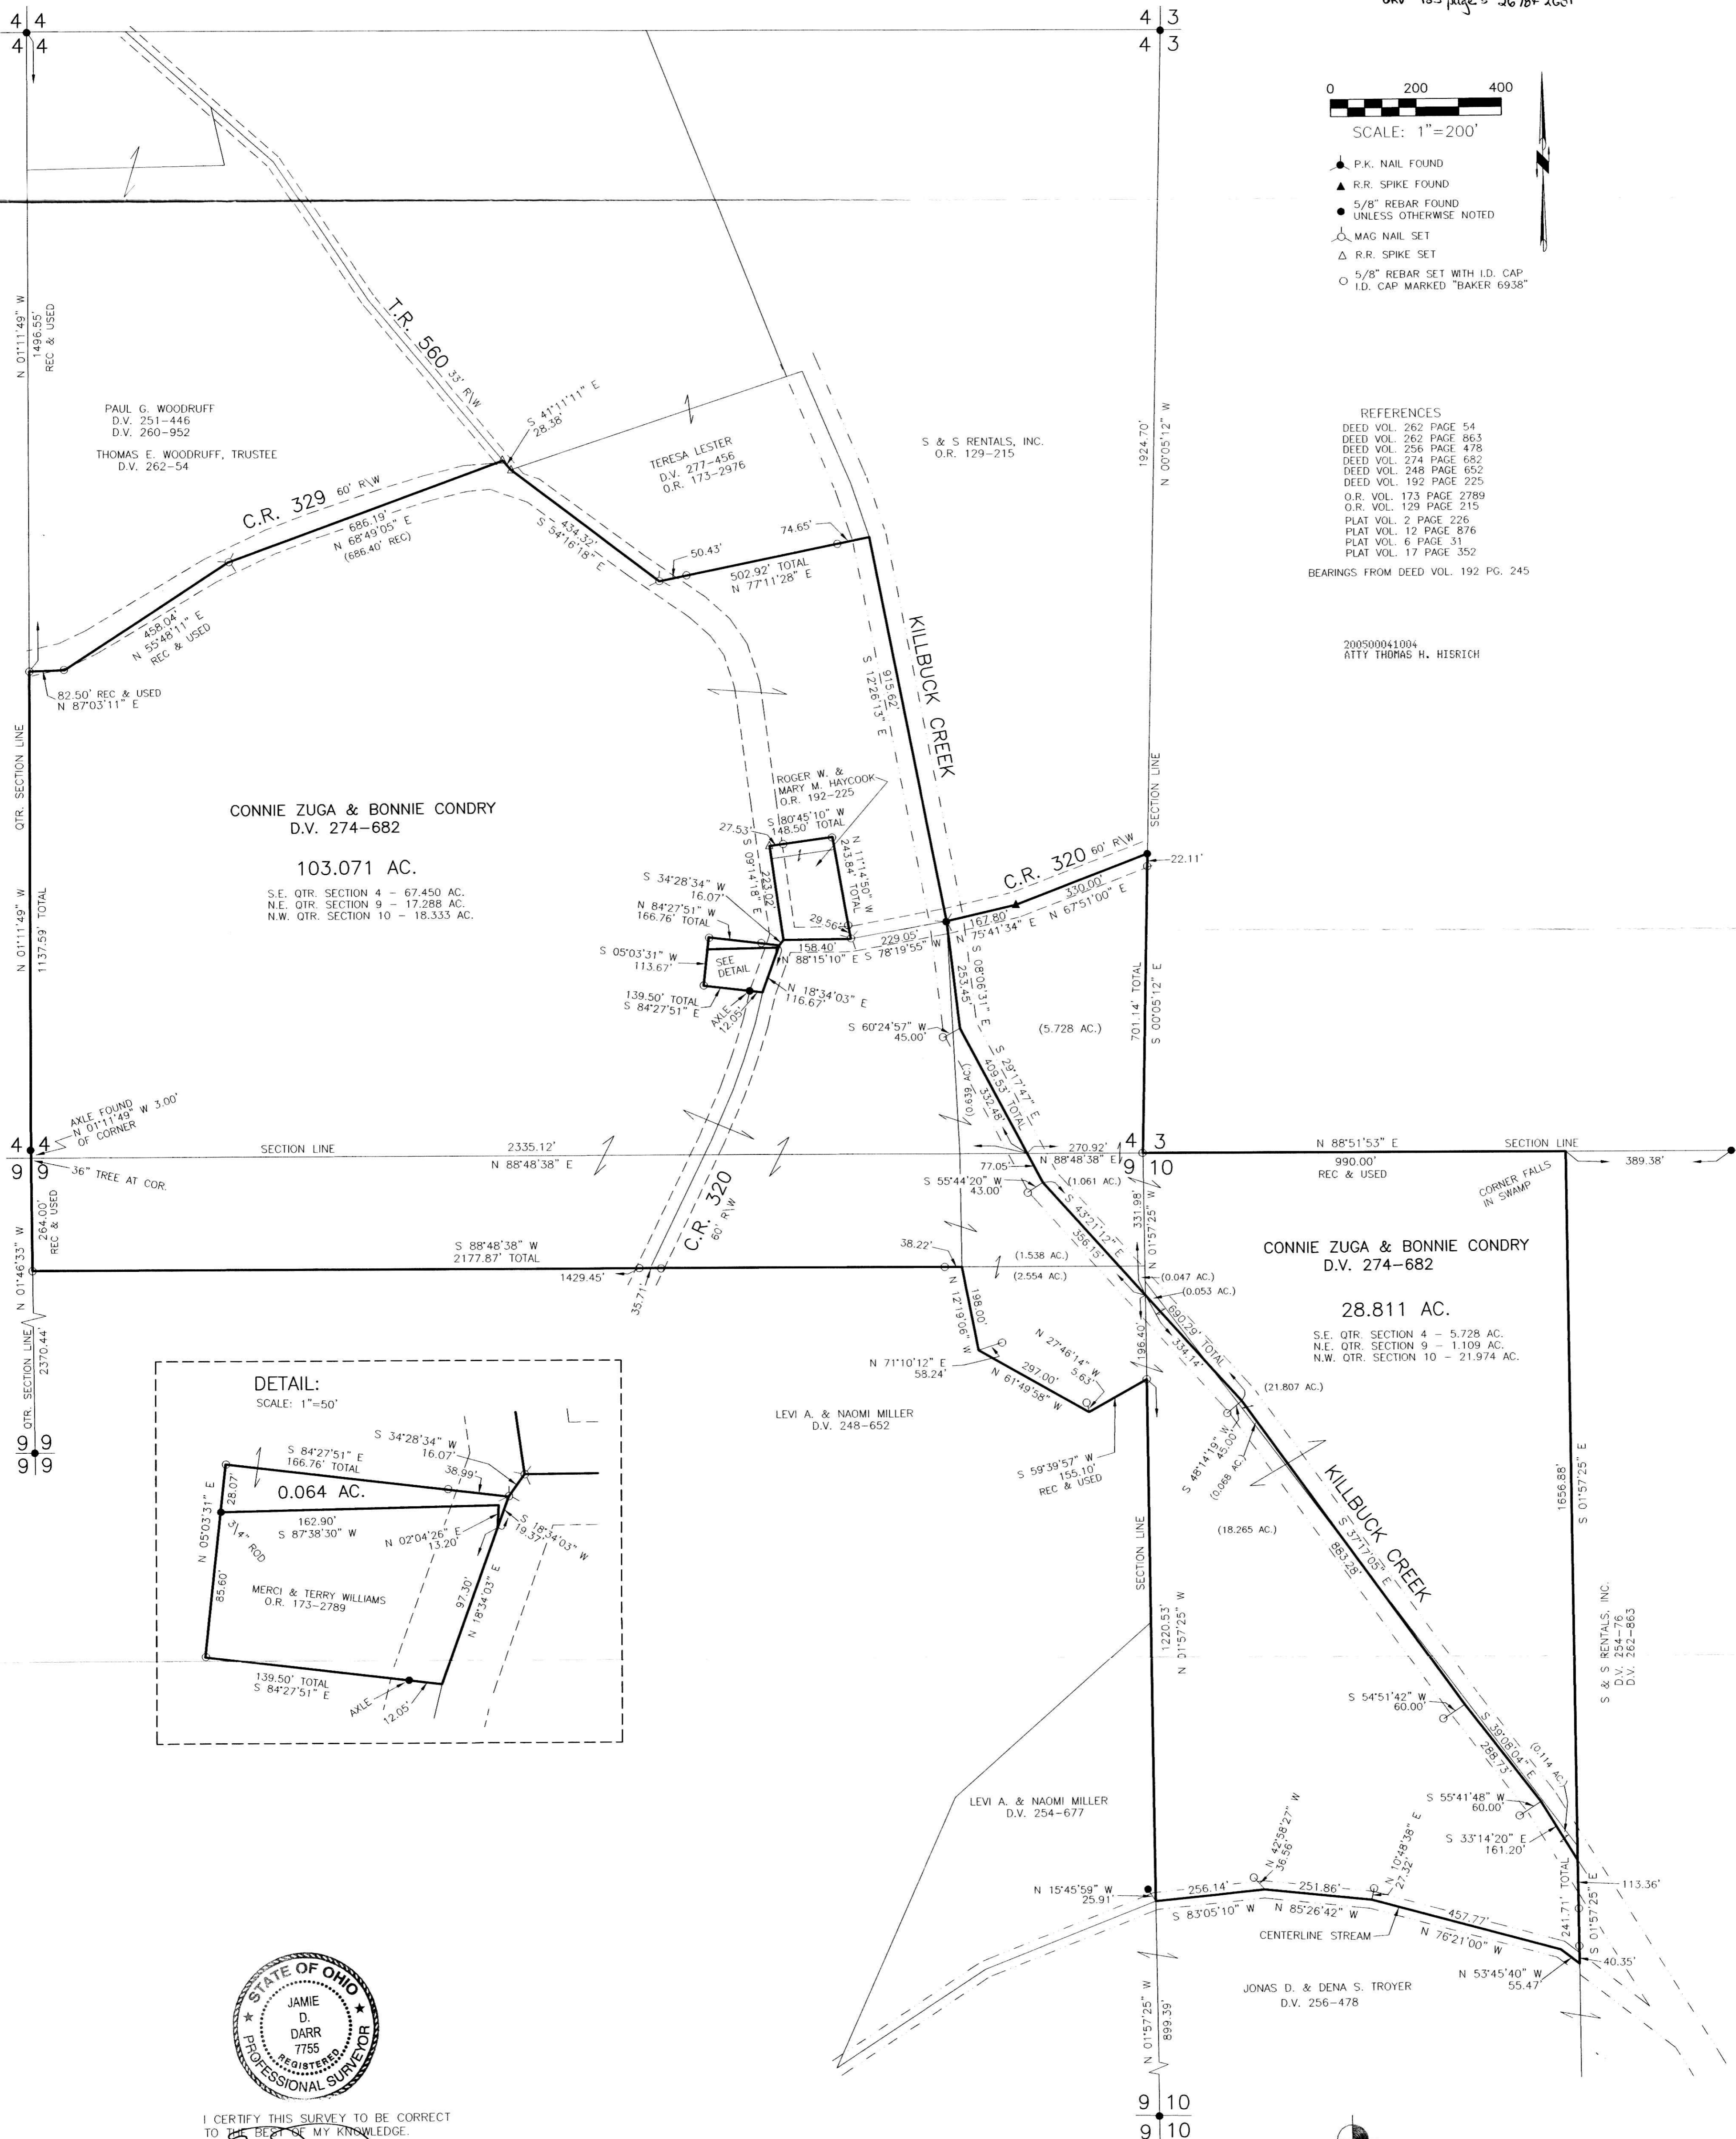 4 4
4 4
4 3
4 3
0 200 400
SCALE: 1"=200'
P.K. NAIL FOUND
R.R. SPIKE FOUND
5/8" REBAR FOUND
UNLESS OTHERWISE NOTED
MAG NAIL SET
R.R. SPIKE SET
5/8" REBAR SET WITH I.D. CAP
I.D. CAP MARKED "BAKER 6938"
REFERENCES
DEED VOL. 262 PAGE 54
DEED VOL. 262 PAGE 863
DEED VOL. 256 PAGE 478
DEED VOL. 274 PAGE 682
DEED VOL. 248 PAGE 652
DEED VOL. 192 PAGE 225
O.R. VOL. 173 PAGE 2789
O.R. VOL. 129 PAGE 215
PLAT VOL. 2 PAGE 226
PLAT VOL. 12 PAGE 876
PLAT VOL. 6 PAGE 31
PLAT VOL. 17 PAGE 352
BEARINGS FROM DEED VOL. 192 PG. 245
200500041004
ATTY THOMAS H. HISRICH
N 01°11'49" W
1496.55'
REC & USED
T.R. 560 33' R\W
PAUL G. WOODRUFF
D.V. 251-446
D.V. 260-952
THOMAS E. WOODRUFF, TRUSTEE
D.V. 262-54
S 41°11'11" E
28.38'
TERESA LESTER
D.V. 277-456
O.R. 173-2976
S & S RENTALS, INC.
O.R. 129-215
1924.70'
N 00°05'12" W
C.R. 329 60' R\W
686.19'
N 68°49'05" E
(686.40' REC)
434.32'
S 54°16'18" E
50.43'
74.65'
502.92' TOTAL
N 77°11'28" E
458.04'
N 55°48'11" E
REC & USED
82.50' REC & USED
N 87°03'11" E
KILLBUCK CREEK
915.62'
S 12°26'13" E
QTR. SECTION LINE
SECTION LINE
CONNIE ZUGA & BONNIE CONDRY
D.V. 274-682
103.071 AC.
S.E. QTR. SECTION 4 - 67.450 AC.
N.E. QTR. SECTION 9 - 17.288 AC.
N.W. QTR. SECTION 10 - 18.333 AC.
N 01°11'49" W
1137.59' TOTAL
ROGER W. &
MARY M. HAYCOOK
O.R. 192-225
S 80°45'10" W
148.50' TOTAL
27.53'
N 11°14'50" W
243.84' TOTAL
S 09°14'18" E
223.02'
S 34°28'34" W
16.07'
N 84°27'51" W
166.76' TOTAL
29.56'
158.40'
N 88°15'10" E
229.05'
S 78°19'55" W
167.80'
N 75°41'34" E
C.R. 320 60' R\W
330.00'
N 67°51'00" E
22.11'
S 05°03'31" W
113.67'
SEE
DETAIL
139.50' TOTAL
S 84°27'51" E
AXLE
12.05'
N 18°34'03" E
116.67'
253.45'
S 08°06'31" E
S 60°24'57" W
45.00'
(5.728 AC.)
701.14' TOTAL
S 00°05'12" E
(0.639 AC.)
S 29°17'47" E
409.53' TOTAL
332.48'
AXLE FOUND
N 01°11'49" W 3.00'
OF CORNER
4 4
9 9
36" TREE AT COR.
SECTION LINE
2335.12'
N 88°48'38" E
270.92'
N 88°48'38" E
4 3
9 10
N 88°51'53" E
SECTION LINE
990.00'
REC & USED
389.38'
CORNER FALLS
IN SWAMP
77.05'
S 55°44'20" W
43.00'
(1.061 AC.)
N 01°46'33" W
264.00'
REC & USED
C.R. 320
60' R\W
S 88°48'38" W
2177.87' TOTAL
1429.45'
35.71'
38.22'
S 43°21'12" E
356.15'
331.98'
N 01°57'25" W
(1.538 AC.)
(2.554 AC.)
(0.047 AC.)
(0.053 AC.)
CONNIE ZUGA & BONNIE CONDRY
D.V. 274-682
28.811 AC.
S.E. QTR. SECTION 4 - 5.728 AC.
N.E. QTR. SECTION 9 - 1.109 AC.
N.W. QTR. SECTION 10 - 21.974 AC.
198.00'
N 12°19'06" W
N 71°10'12" E
58.24'
N 27°46'14" W
5.63'
297.00'
N 61°49'58" W
196.40'
690.29' TOTAL
334.14'
(21.807 AC.)
QTR. SECTION LINE
2370.44'
9 9
9 9
LEVI A. & NAOMI MILLER
D.V. 248-652
S 59°39'57" W
155.10'
REC & USED
S 48°14'19" W
45.00'
(0.068 AC.)
(18.265 AC.)
KILLBUCK CREEK
S 37°17'05" E
883.28'
1656.88'
S 01°57'25" E
DETAIL:
SCALE: 1"=50'
S 84°27'51" E
166.76' TOTAL
S 34°28'34" W
16.07'
38.99'
0.064 AC.
28.07'
N 05°03'31" E
162.90'
S 87°38'30" W
3/4" ROD
N 02°04'26" E
13.20'
S 18°34'03" W
19.37'
MERCI & TERRY WILLIAMS
O.R. 173-2789
85.60'
97.30'
N 18°34'03" E
139.50' TOTAL
S 84°27'51" E
AXLE
12.05'
SECTION LINE
1220.53'
N 01°57'25" W
S & S RENTALS, INC.
D.V. 254-76
D.V. 262-863
S 54°51'42" W
60.00'
S 39°08'04" E
288.73'
(0.114 AC.)
LEVI A. & NAOMI MILLER
D.V. 254-677
S 55°41'48" W
60.00'
S 33°14'20" E
161.20'
N 15°45'59" W
25.91'
256.14'
S 83°05'10" W
N 42°58'27" W
36.56'
251.86'
N 85°26'42" W
N 10°48'38" E
27.32'
457.77'
N 76°21'00" W
CENTERLINE STREAM
241.71' TOTAL
S 01°57'25" E
113.36'
40.35'
N 53°45'40" W
55.47'
JONAS D. & DENA S. TROYER
D.V. 256-478
N 01°57'25" W
899.39'
9 10
9 10
STATE OF OHIO
JAMIE
D.
DARR
7755
REGISTERED
PROFESSIONAL SURVEYOR
I CERTIFY THIS SURVEY TO BE CORRECT
TO THE BEST OF MY KNOWLEDGE.